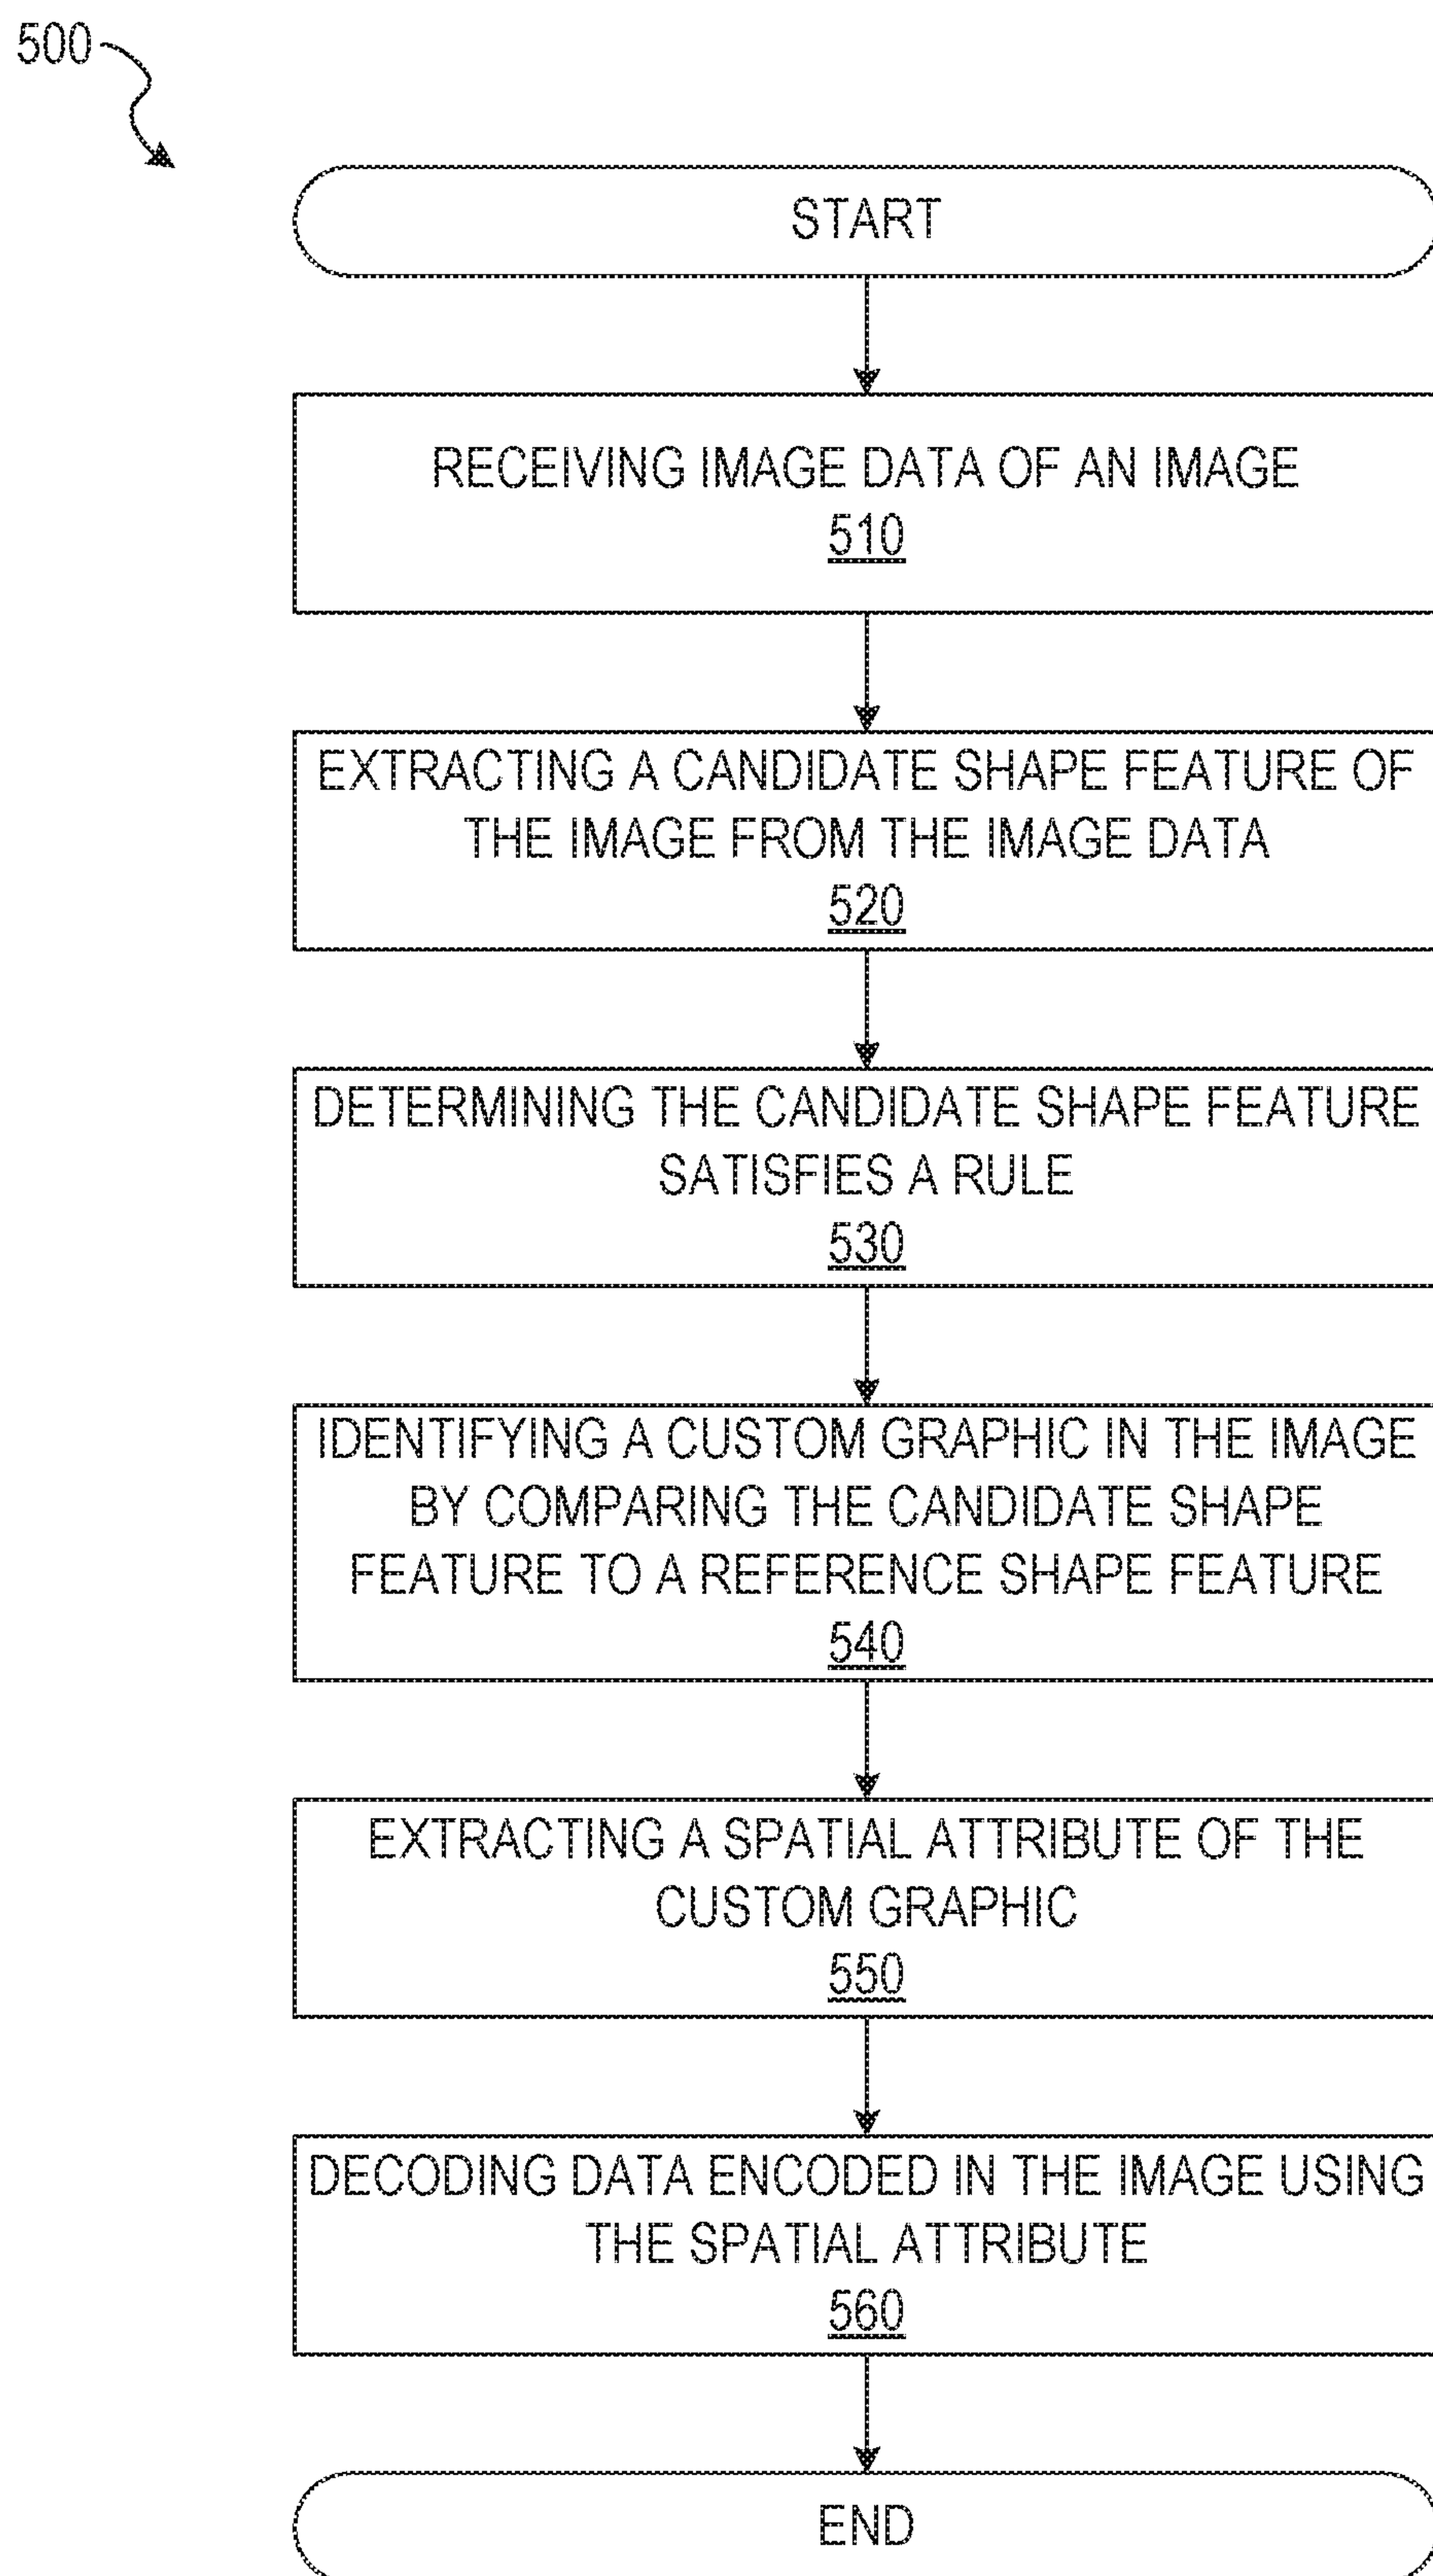 500
START
RECEIVING IMAGE DATA OF AN IMAGE
510
EXTRACTING A CANDIDATE SHAPE FEATURE OF
THE IMAGE FROM THE IMAGE DATA
520
DETERMINING THE CANDIDATE SHAPE FEATURE
SATISFIES A RULE
530
IDENTIFYING A CUSTOM GRAPHIC IN THE IMAGE
BY COMPARING THE CANDIDATE SHAPE
FEATURE TO A REFERENCE SHAPE FEATURE
540
EXTRACTING A SPATIAL ATTRIBUTE OF THE
CUSTOM GRAPHIC
550
DECODING DATA ENCODED IN THE IMAGE USING
THE SPATIAL ATTRIBUTE
560
END